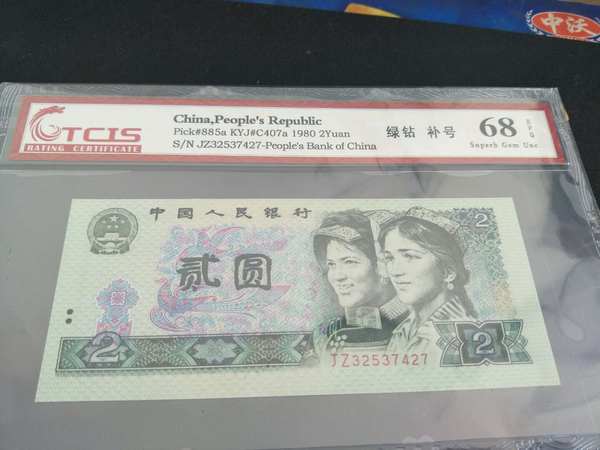 中沃
TCIS
RATING CERTIFICATE
China,People's Republic
Pick#885a KYJ#C407a 1980 2Yuan
S/N JZ32537427-People's Bank of China
绿钻 补号
68 EPQ
Superb Gem Unc
中国人民银行
2
贰圆
2
JZ32537427
2